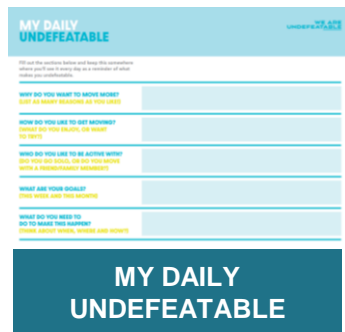 MY DAILY
UNDEFEATABLE
WE ARE
UNDEFEATABLE
Fill out the sections below and keep this somewhere
where you'll see it every day as a reminder of what
makes you undefeatable.
WHY DO YOU WANT TO MOVE MORE?
(LIST AS MANY REASONS AS YOU LIKE)
HOW DO YOU LIKE TO GET MOVING?
(WHAT DO YOU ENJOY, OR WANT
TO TRY)
WHO DO YOU LIKE TO BE ACTIVE WITH?
(DO YOU GO SOLO, OR DO YOU MOVE
WITH A FRIEND/FAMILY MEMBER?)
WHAT ARE YOUR GOALS?
(THIS WEEK AND THIS MONTH)
WHAT DO YOU NEED TO
DO TO MAKE THIS HAPPEN?
(THINK ABOUT WHEN, WHERE AND HOW?)
MY DAILY
UNDEFEATABLE